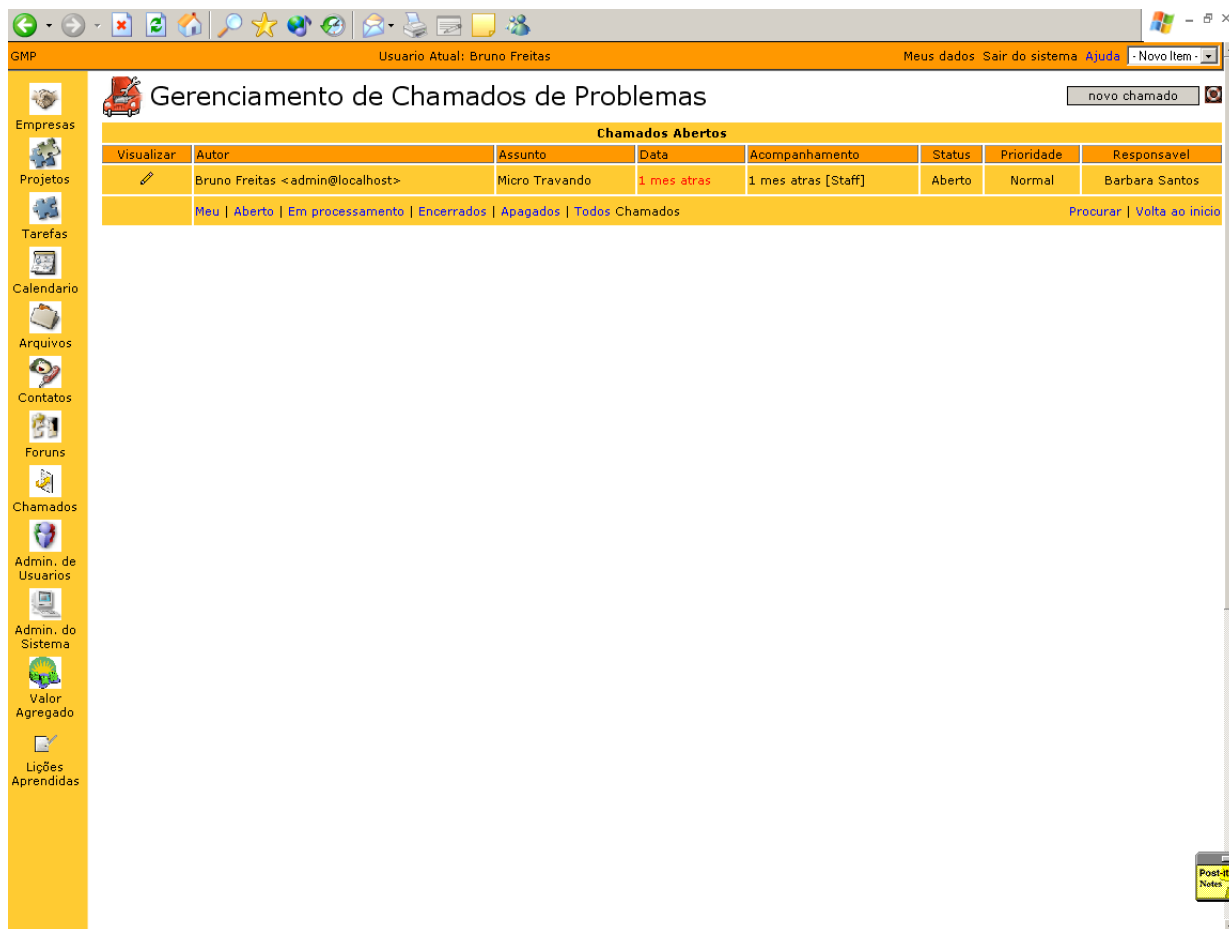 GMP Usuario Atual: Bruno Freitas Meus dados Sair do sistema Ajuda - Novo Item -
Gerenciamento de Chamados de Problemas novo chamado
Chamados Abertos
Visualizar Autor Assunto Data Acompanhamento Status Prioridade Responsavel
Bruno Freitas <admin@localhost> Micro Travando 1 mes atras 1 mes atras [Staff] Aberto Normal Barbara Santos
Meu | Aberto | Em processamento | Encerrados | Apagados | Todos Chamados Procurar | Volta ao inicio
Empresas
Projetos
Tarefas
Calendario
Arquivos
Contatos
Foruns
Chamados
Admin. de
Usuarios
Admin. do
Sistema
Valor
Agregado
Lições
Aprendidas
Post-it
Notes